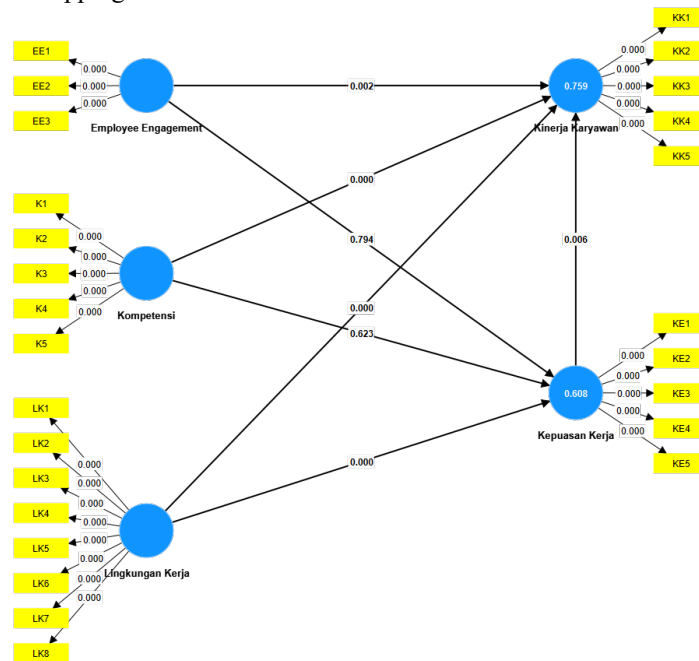 KK1
0.000
KK2
EE1
0.000
0.000
EE2
0.000
0.002
0.759
0.000
KK3
0.000
0.000
EE3
KK4
0.000
Employee Engagement
Kinerja Karyawan
KK5
0.000
K1
0.000
K2
0.794
0.006
0.000
K3
0.000
0.000
K4
0.000
K5
Kompetensi
0.000
0.623
KE1
0.000
KE2
0.000
0.608
0.000
KE3
LK1
0.000
KE4
0.000
Kepuasan Kerja
LK2
0.000
0.000
KE5
LK3
0.000
LK4
0.000
0.000
LK5
0.000
Lingkungan Kerja
LK6
0.000
LK7
0.000
LK8